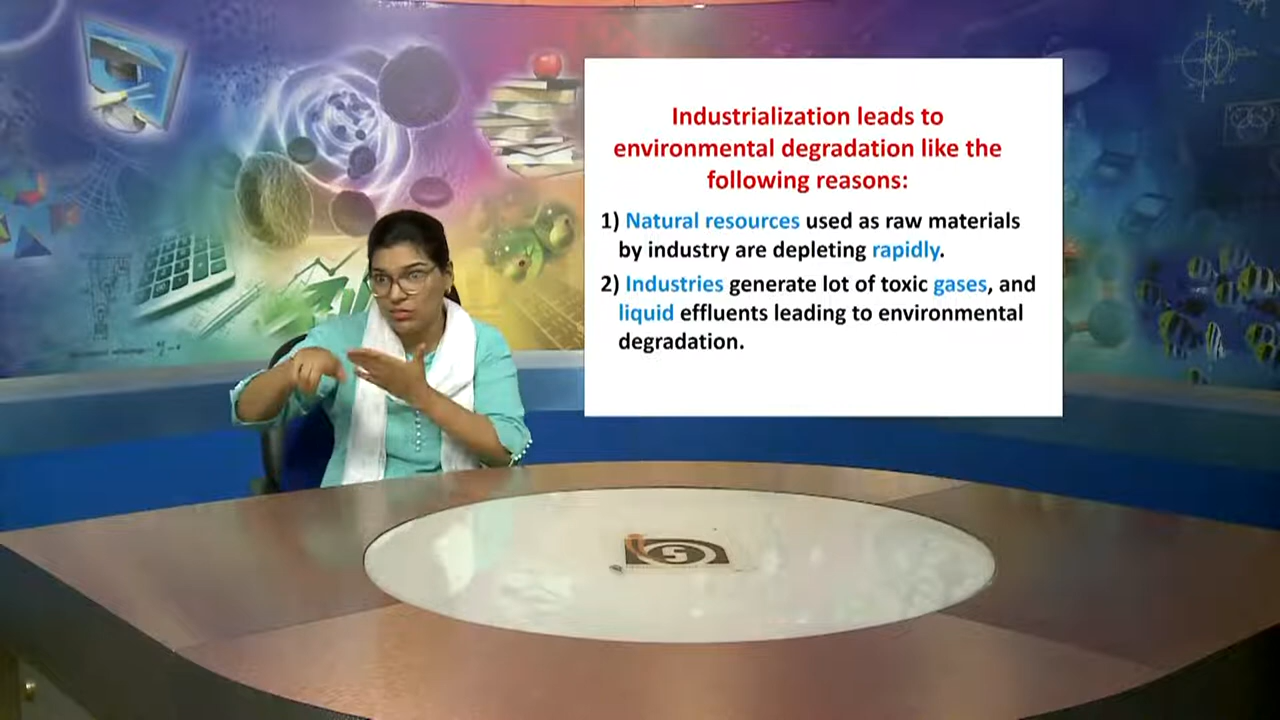 Industrialization leads to
environmental degradation like the
following reasons:
1) Natural resources used as raw materials
by industry are depleting rapidly.
2) Industries generate lot of toxic gases, and
liquid effluents leading to environmental
degradation.